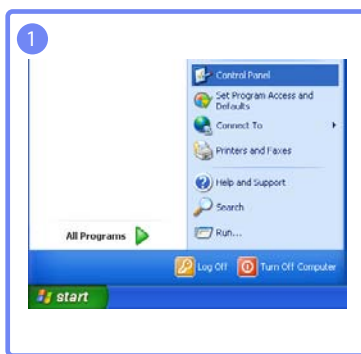 1
Control Panel
Set Program Access and
Defaults
Connect To
Printers and Faxes
Help and Support
Search
Run...
All Programs
Log Off
Turn Off Computer
start